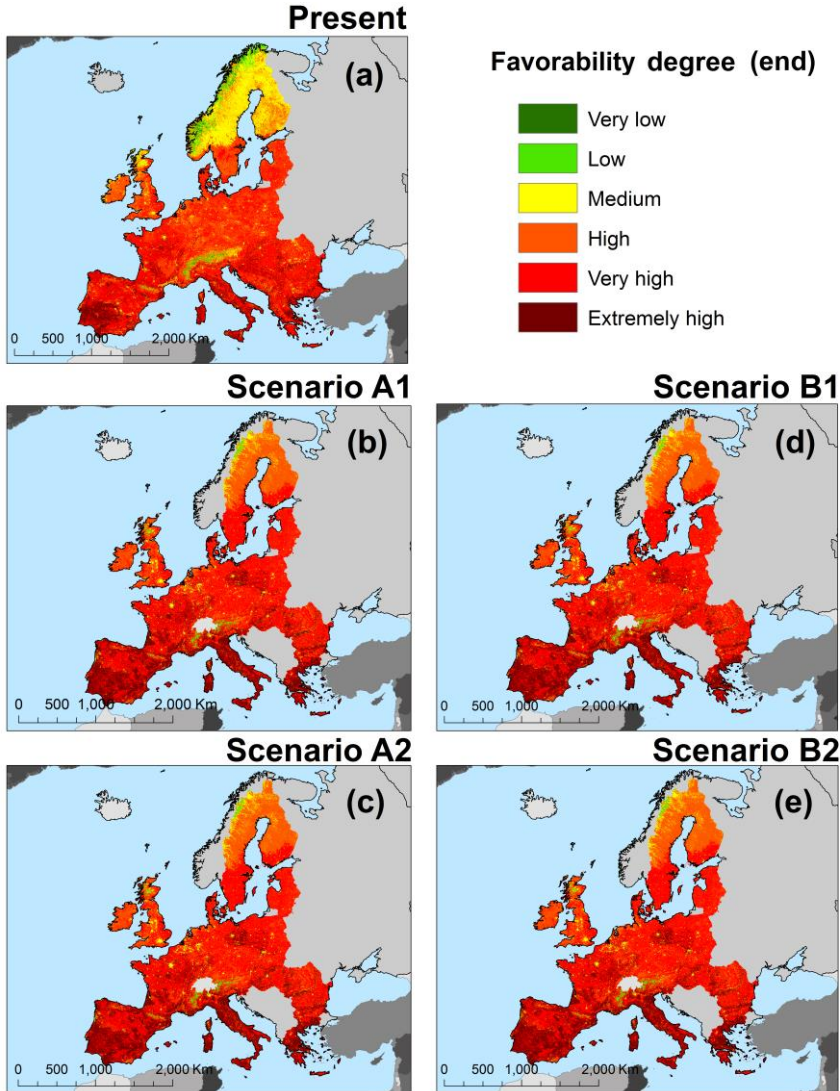 Present
(a)
0 500 1,000 2,000 Km
Favorability degree (end)
Very low
Low
Medium
High
Very high
Extremely high
Scenario A1
(b)
0 500 1,000 2,000 Km
Scenario B1
(d)
0 500 1,000 2,000 Km
Scenario A2
(c)
0 500 1,000 2,000 Km
Scenario B2
(e)
0 500 1,000 2,000 Km